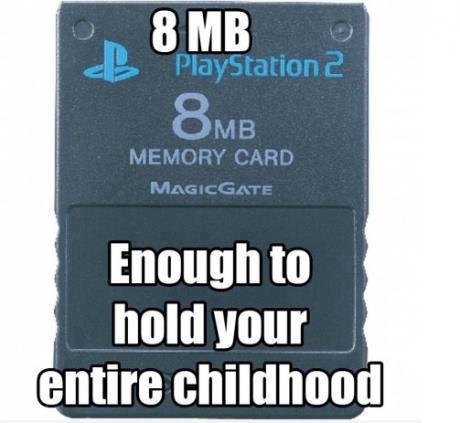 8 MB
PlayStation 2
8MB
MEMORY CARD
MAGICGATE
Enough to
hold your
entire childhood